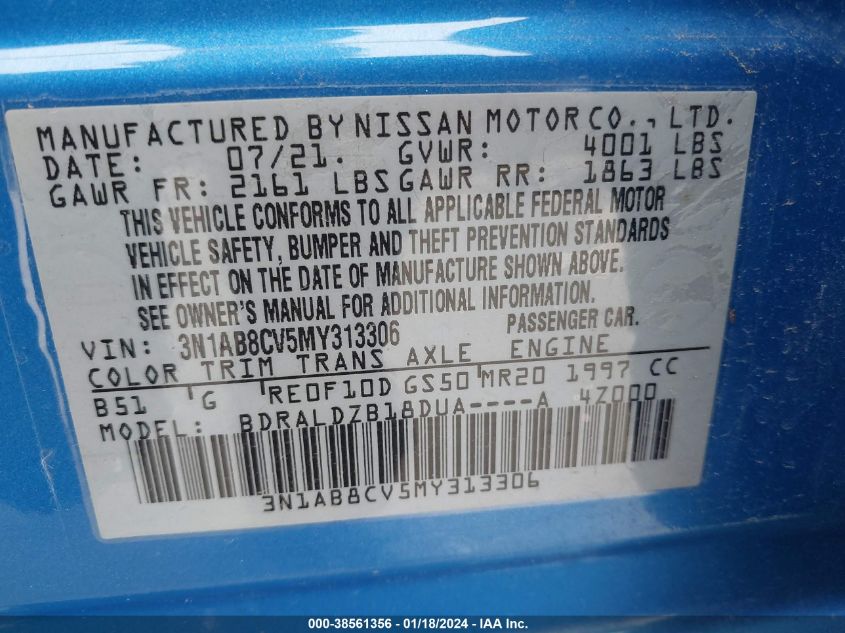 MANUFACTURED BY NISSAN MOTOR CO., LTD.
DATE: 07/21. GVWR: 4001 LBS
GAWR FR: 2161 LBS GAWR RR: 1863 LBS
THIS VEHICLE CONFORMS TO ALL APPLICABLE FEDERAL MOTOR
VEHICLE SAFETY, BUMPER AND THEFT PREVENTION STANDARDS
IN EFFECT ON THE DATE OF MANUFACTURE SHOWN ABOVE.
SEE OWNER'S MANUAL FOR ADDITIONAL INFORMATION.
VIN: 3N1AB8CV5MY313306 PASSENGER CAR.
COLOR TRIM TRANS AXLE ENGINE
B51 G RE0F10D GS50 MR20 1997 CC
MODEL: BDRALDZB18DUA----A 4Z000
3N1AB8CV5MY313306
000-38561356 - 01/18/2024 - IAA Inc.